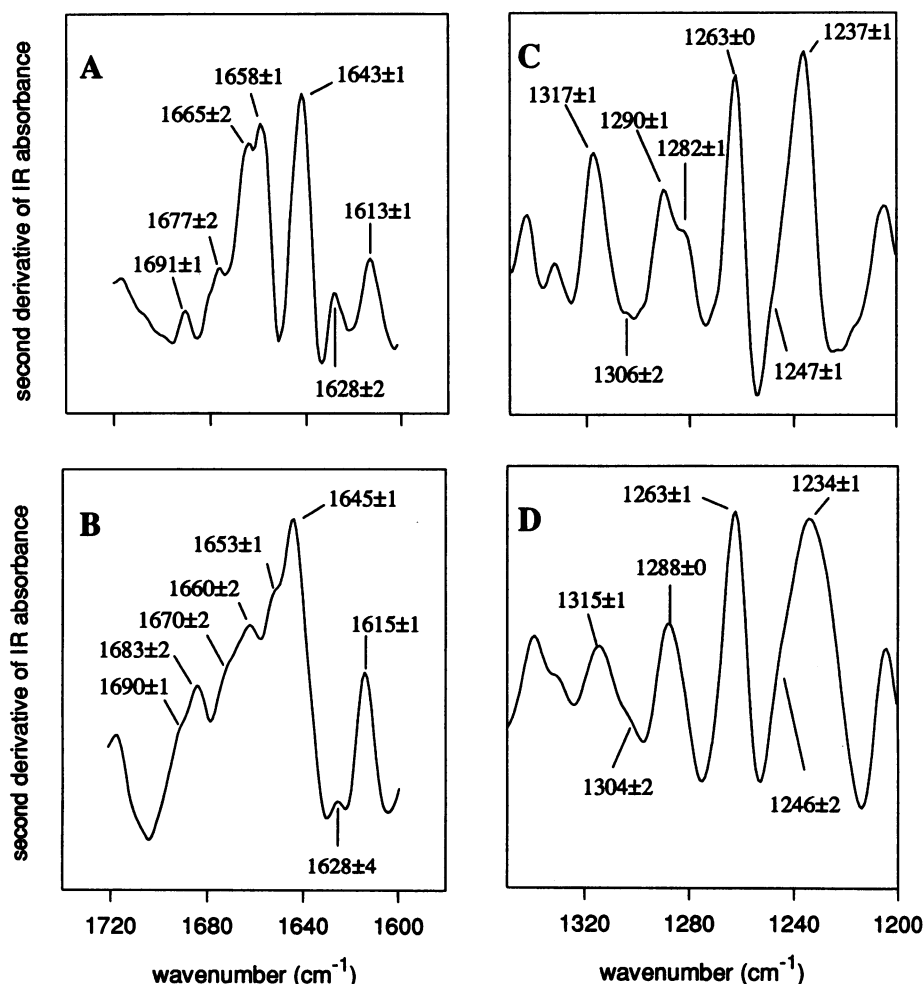 A
1658±1
1643±1
1665±2
1677±2
1691±1
1613±1
1628±2
second derivative of IR absorbance
C
1263±0
1237±1
1317±1
1290±1
1282±1
1306±2
1247±1
B
1645±1
1653±1
1660±2
1670±2
1683±2
1690±1
1615±1
1628±4
second derivative of IR absorbance
1720 1680 1640 1600
wavenumber (cm-1)
D
1263±1
1234±1
1288±0
1315±1
1304±2
1246±2
1320 1280 1240 1200
wavenumber (cm-1)